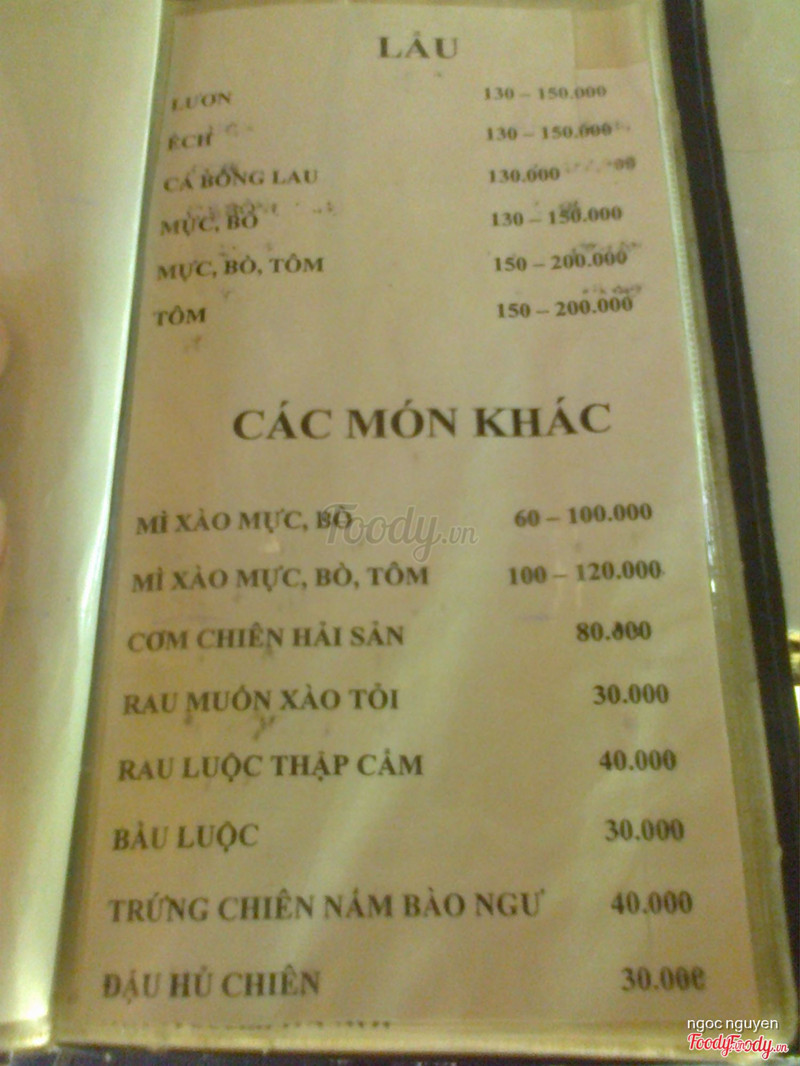 LẨU
LƯƠN 130 – 150.000
ẾCH 130 – 150.000
CÁ BÔNG LAU 130.000
MỰC, BÒ 130 – 150.000
MỰC, BÒ, TÔM 150 – 200.000
TÔM 150 – 200.000
CÁC MÓN KHÁC
MÌ XÀO MỰC, BÒ 60 – 100.000
Foody.vn
MÌ XÀO MỰC, BÒ, TÔM 100 – 120.000
CƠM CHIÊN HẢI SẢN 80.000
RAU MUỐN XÀO TỎI 30.000
RAU LUỘC THẬP CẨM 40.000
BẦU LUỘC 30.000
TRỨNG CHIÊN NẤM BÀO NGƯ 40.000
ĐẬU HỦ CHIÊN 30.000
ngoc nguyen